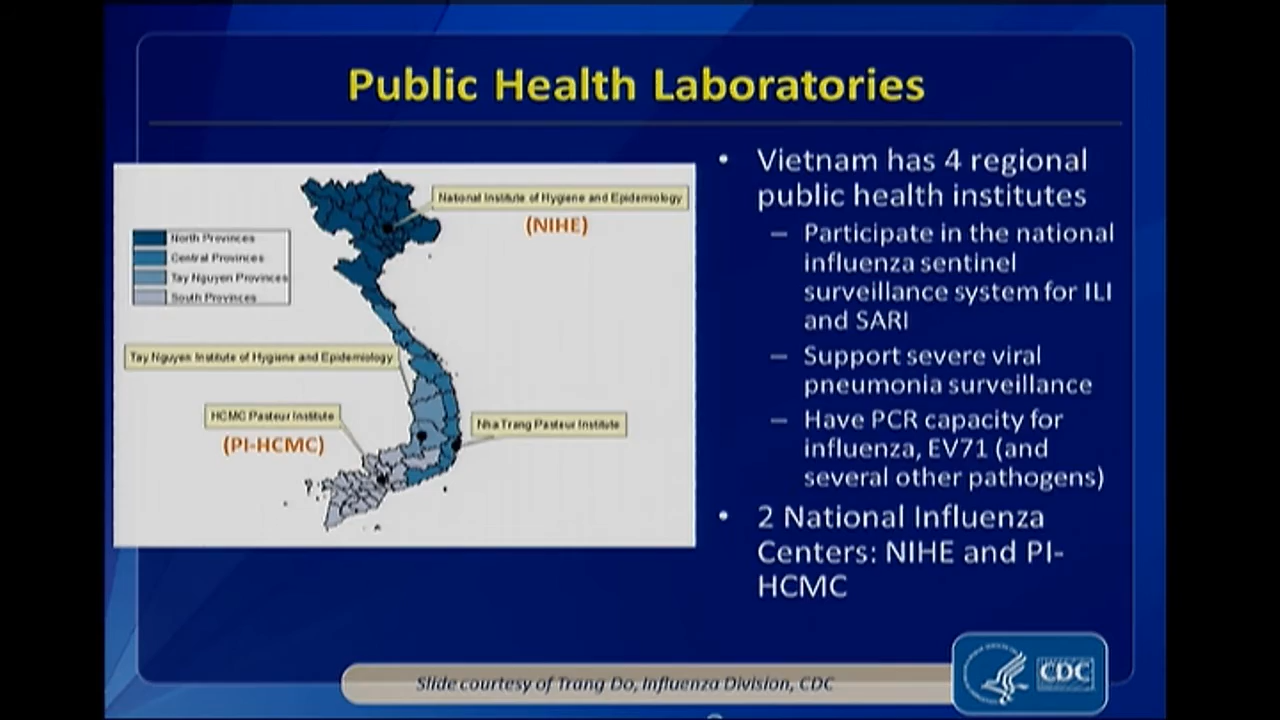 Public Health Laboratories
National Institute of Hygiene and Epidemiology
(NIHE)
North Provinces
Central Provinces
Tay Nguyen Provinces
South Provinces
Tay Nguyen Institute of Hygiene and Epidemiology
HCMC Pasteur Institute
(PI-HCMC)
Nha Trang Pasteur Institute
• Vietnam has 4 regional
public health institutes
– Participate in the national
influenza sentinel
surveillance system for ILI
and SARI
– Support severe viral
pneumonia surveillance
– Have PCR capacity for
influenza, EV71 (and
several other pathogens)
• 2 National Influenza
Centers: NIHE and PI-
HCMC
Slide courtesy of Trang Do, Influenza Division, CDC
CDC